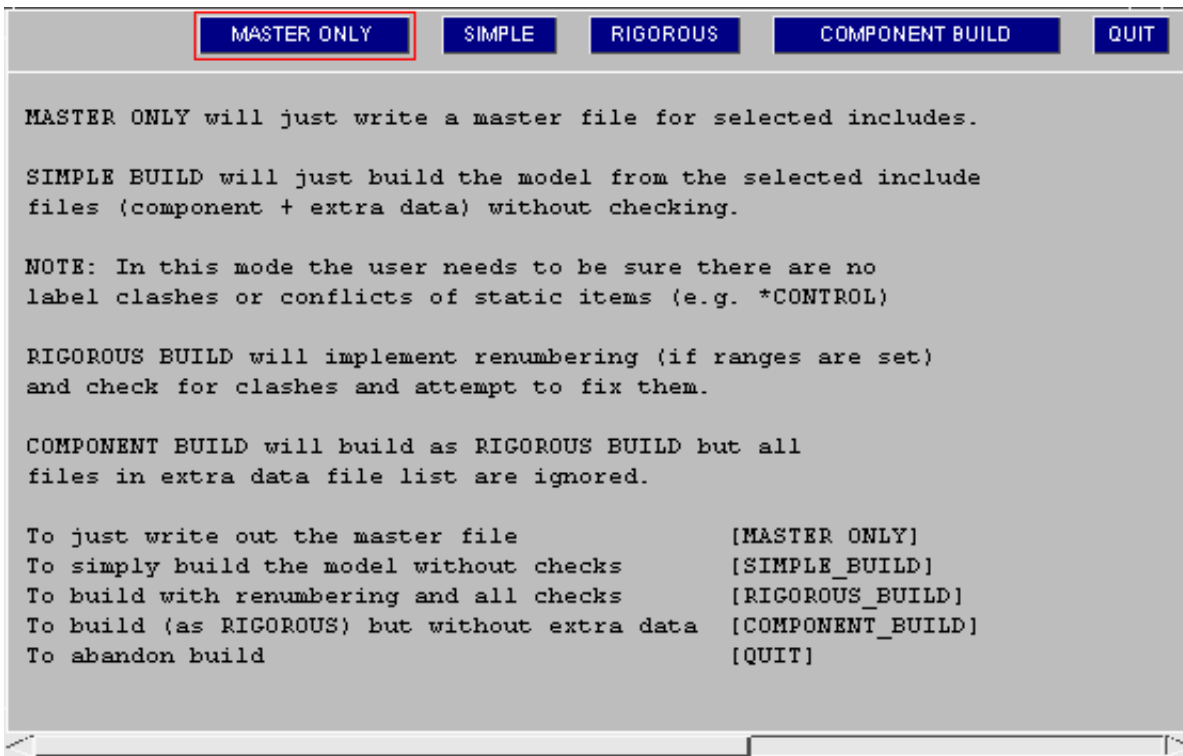 MASTER ONLY SIMPLE RIGOROUS COMPONENT BUILD QUIT
MASTER ONLY will just write a master file for selected includes.
SIMPLE BUILD will just build the model from the selected include
files (component + extra data) without checking.
NOTE: In this mode the user needs to be sure there are no
label clashes or conflicts of static items (e.g. *CONTROL)
RIGOROUS BUILD will implement renumbering (if ranges are set)
and check for clashes and attempt to fix them.
COMPONENT BUILD will build as RIGOROUS BUILD but all
files in extra data file list are ignored.
To just write out the master file [MASTER ONLY]
To simply build the model without checks [SIMPLE_BUILD]
To build with renumbering and all checks [RIGOROUS_BUILD]
To build (as RIGOROUS) but without extra data [COMPONENT_BUILD]
To abandon build [QUIT]